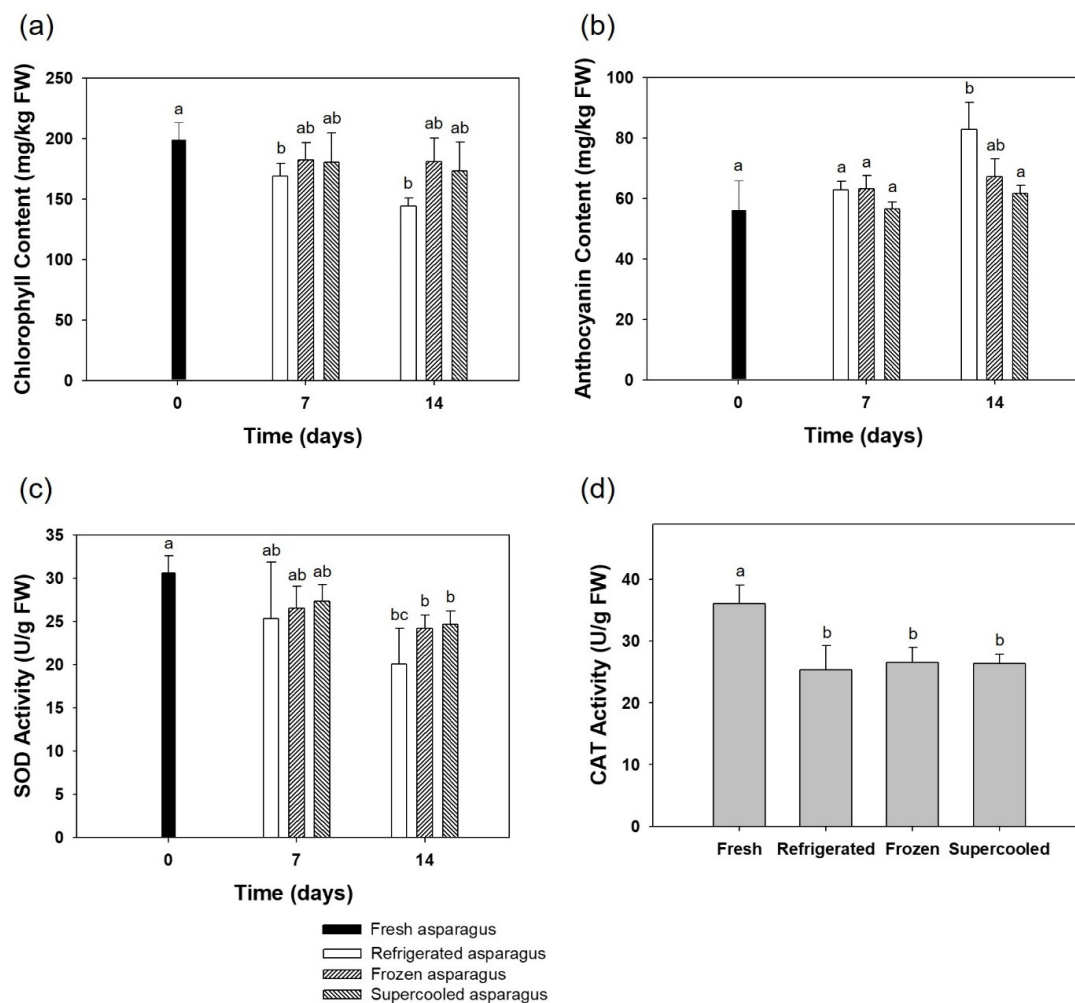 (a)
Chlorophyll Content (mg/kg FW)
250
200
150
100
50
0
a
b
ab
ab
b
ab
ab
0
7
14
Time (days)
(b)
Anthocyanin Content (mg/kg FW)
100
80
60
40
20
0
a
a
a
a
b
ab
a
0
7
14
Time (days)
(c)
SOD Activity (U/g FW)
35
30
25
20
15
10
5
0
a
ab
ab
ab
bc
b
b
0
7
14
Time (days)
(d)
CAT Activity (U/g FW)
40
30
20
10
0
a
b
b
b
Fresh
Refrigerated
Frozen
Supercooled
Fresh asparagus
Refrigerated asparagus
Frozen asparagus
Supercooled asparagus